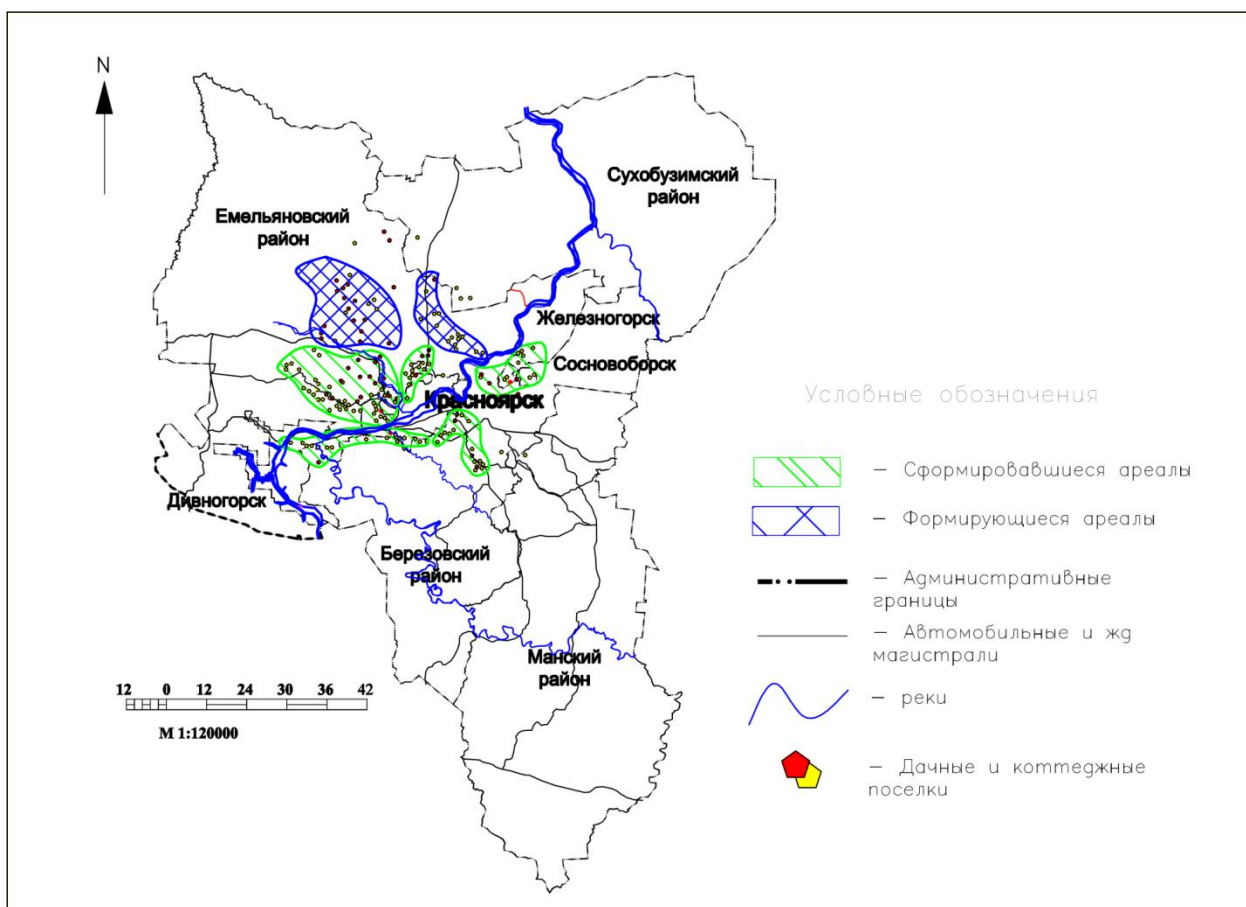 N
Сухобузимский
район
Емельяновский
район
Железногорск
Сосновоборск
Красноярск
Дивногорск
Березовский
район
Манский
район
12 0 12 24 30 36 42
М 1:120000
Условные обозначения
– Сформировавшиеся ареалы
– Формирующиеся ареалы
– Административные
границы
– Автомобильные и жд
магистрали
– реки
– Дачные и коттеджные
поселки